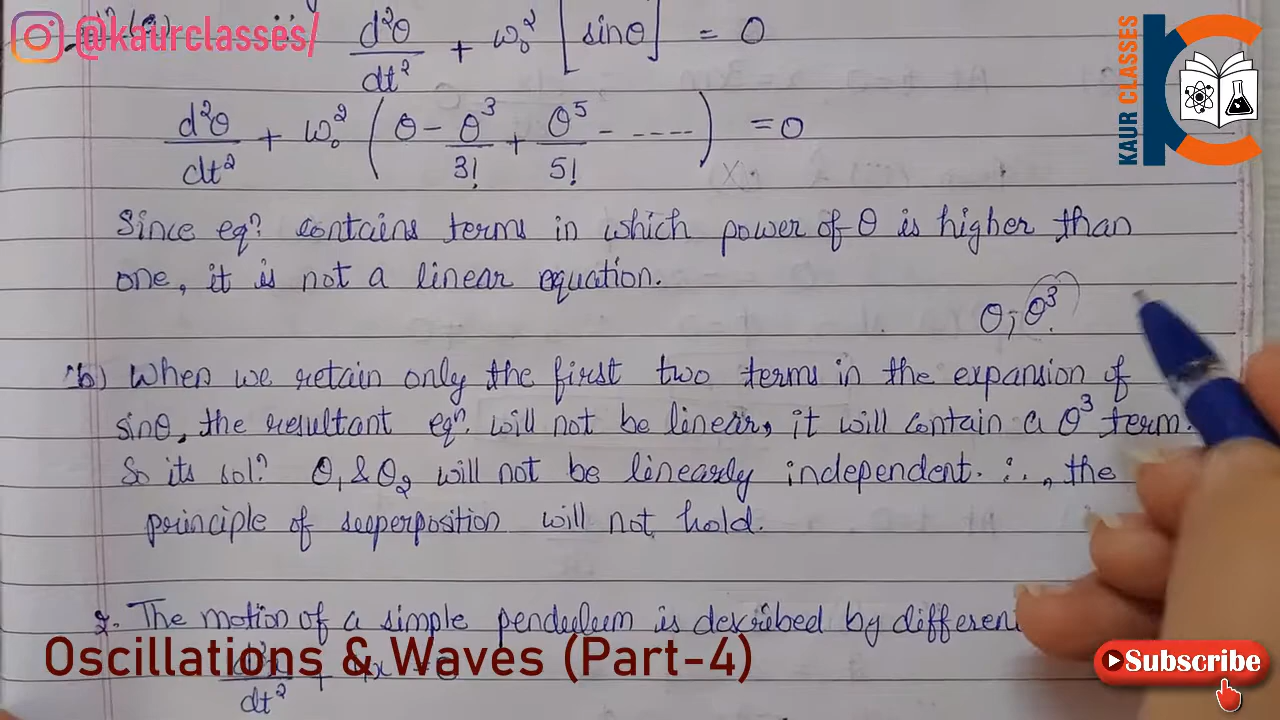 @kaurclasses/
d²θ/dt² + ω₀² [sinθ] = 0
KAUR CLASSES
d²θ/dt² + ω₀² (θ - θ³/3! + θ⁵/5! - ----) = 0
Since eqⁿ. contains terms in which power of θ is higher than
one, it is not a linear equation.
θ, θ³
b) When we retain only the first two terms in the expansion of
sinθ, the resultant eqⁿ. will not be linear, it will contain a θ³ term.
So its solⁿ. θ₁ & θ₂ will not be linearly independent. ∴, the
principle of superposition will not hold.
The motion of a simple pendulum is described by
Oscillations & Waves (Part-4)
dt²
Subscribe